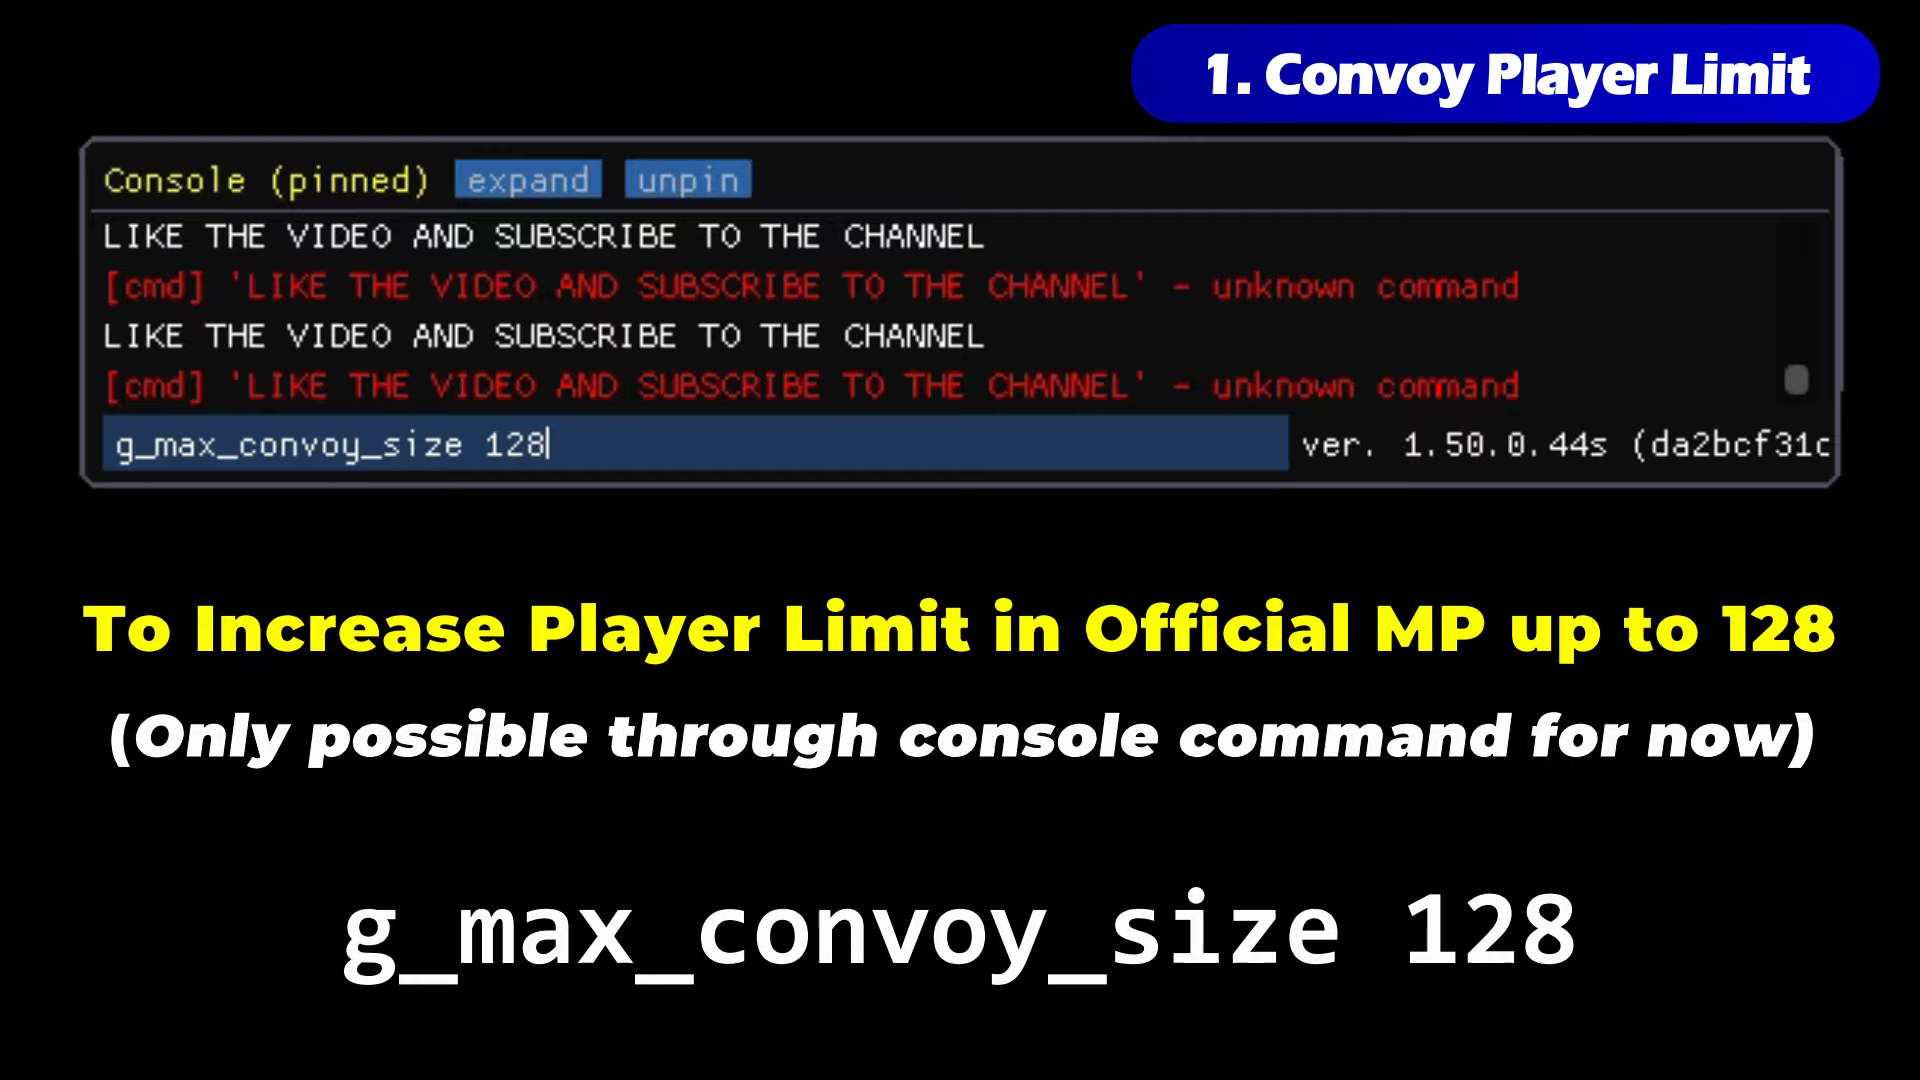 1. Convoy Player Limit
Console (pinned) expand unpin
LIKE THE VIDEO AND SUBSCRIBE TO THE CHANNEL
[cmd] 'LIKE THE VIDEO AND SUBSCRIBE TO THE CHANNEL' - unknown command
LIKE THE VIDEO AND SUBSCRIBE TO THE CHANNEL
[cmd] 'LIKE THE VIDEO AND SUBSCRIBE TO THE CHANNEL' - unknown command
g_max_convoy_size 128 ver. 1.50.0.44s (da2bcf31c
To Increase Player Limit in Official MP up to 128
(Only possible through console command for now)
g_max_convoy_size 128